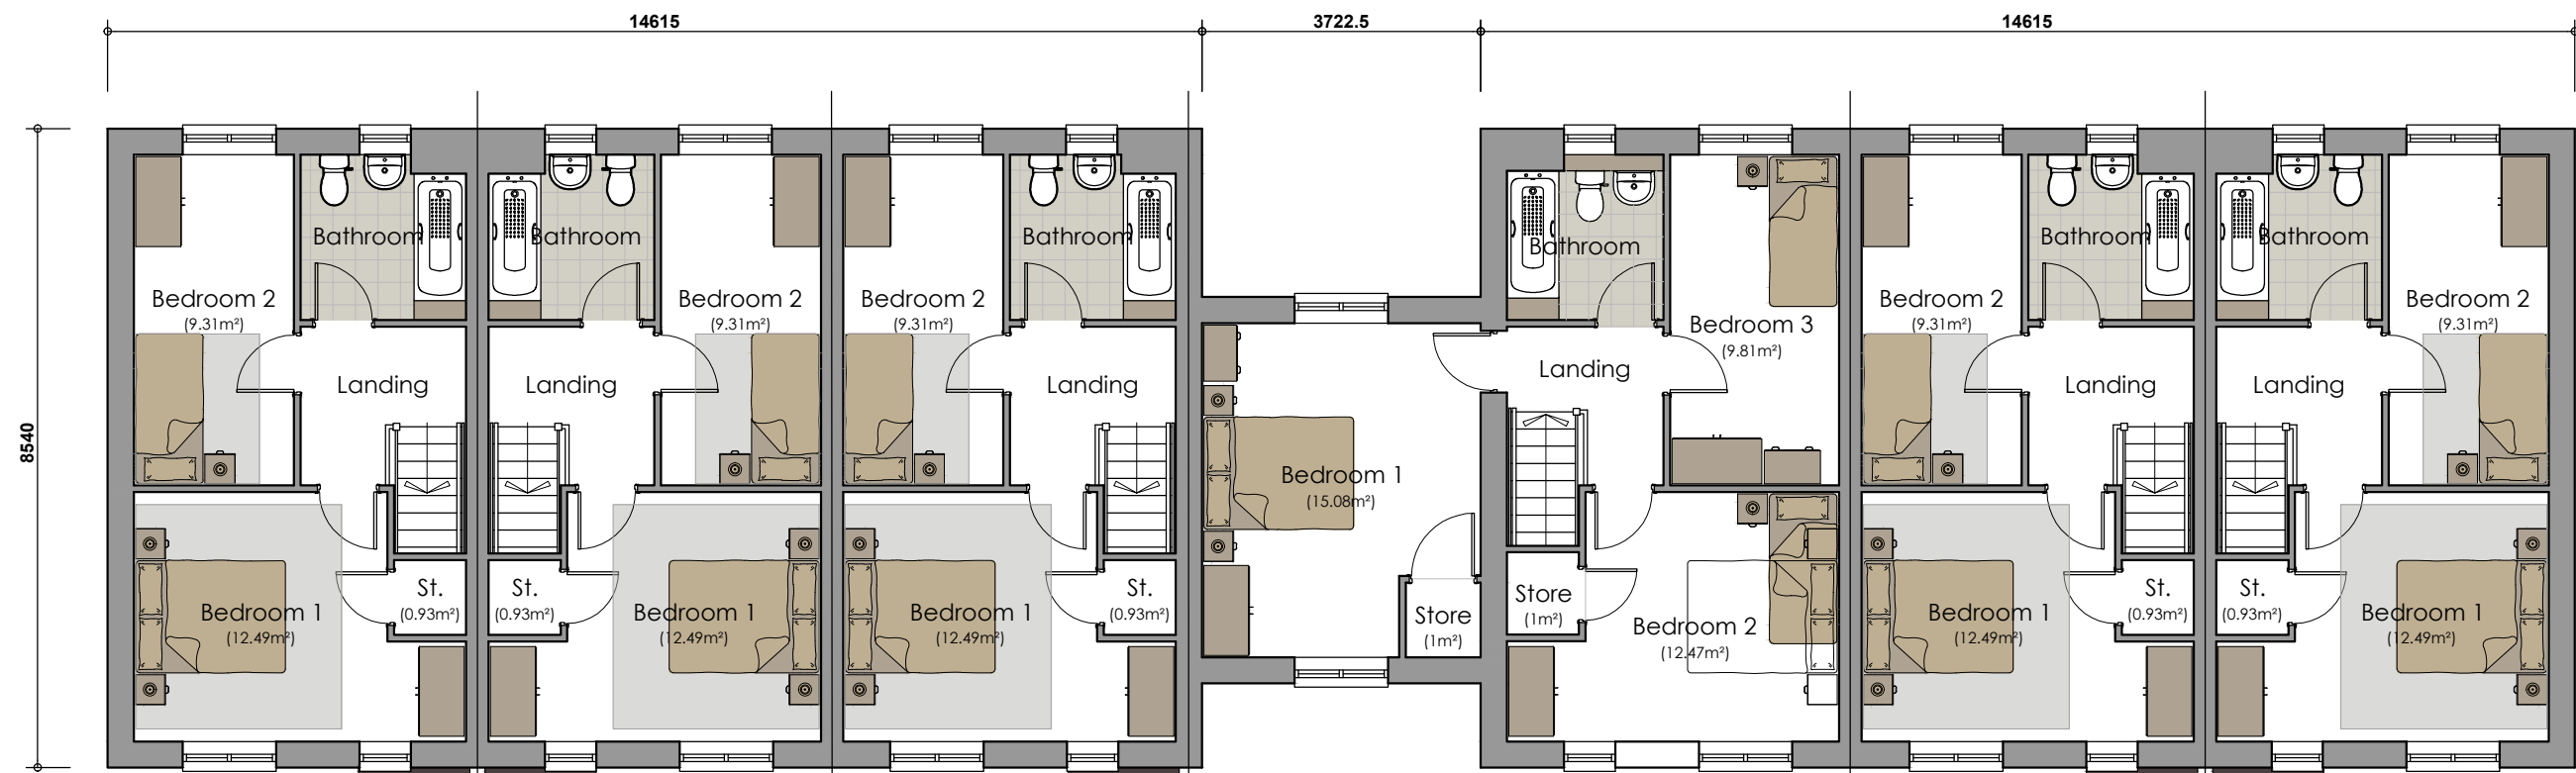 14615
3722.5
14615
8540
Bathroom
Bathroom
Bathroom
Bathroom
Bathroom
Bathroom
Bedroom 2
(9.31m²)
Bedroom 2
(9.31m²)
Bedroom 2
(9.31m²)
Bedroom 3
(9.81m²)
Bedroom 2
(9.31m²)
Bedroom 2
(9.31m²)
Landing
Landing
Landing
Landing
Landing
Landing
Bedroom 1
(15.08m²)
St.
(0.93m²)
St.
(0.93m²)
St.
(0.93m²)
Store
(1m²)
Store
(1m²)
St.
(0.93m²)
St.
(0.93m²)
Bedroom 1
(12.49m²)
Bedroom 1
(12.49m²)
Bedroom 1
(12.49m²)
Bedroom 2
(12.47m²)
Bedroom 1
(12.49m²)
Bedroom 1
(12.49m²)